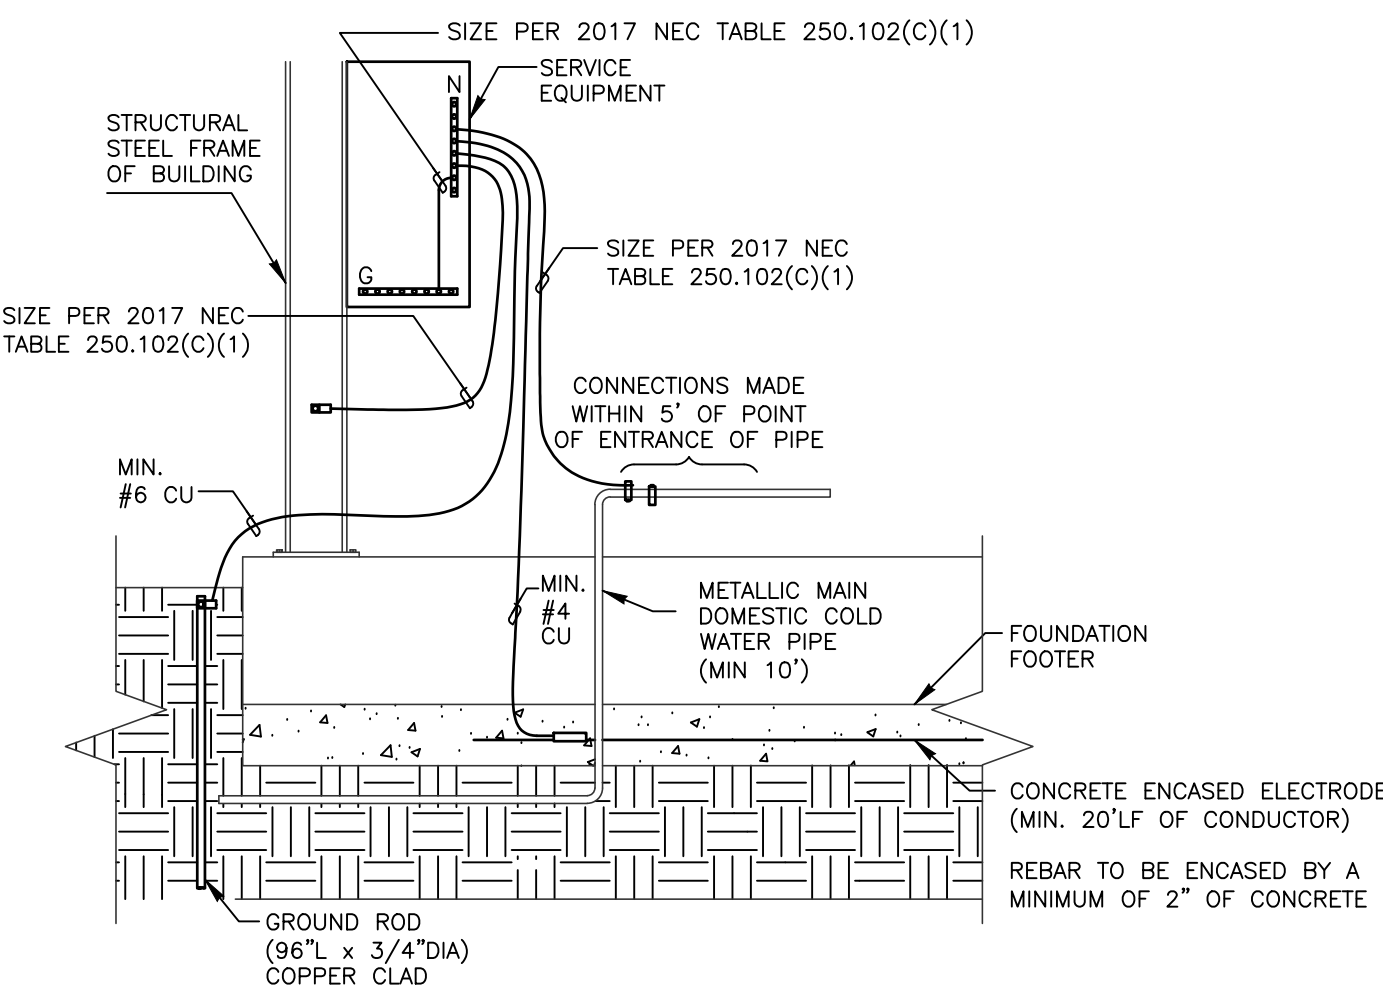 SIZE PER 2017 NEC TABLE 250.102(C)(1)
SERVICE
EQUIPMENT
N
STRUCTURAL
STEEL FRAME
OF BUILDING
SIZE PER 2017 NEC
TABLE 250.102(C)(1)
G
SIZE PER 2017 NEC
TABLE 250.102(C)(1)
CONNECTIONS MADE
WITHIN 5' OF POINT
OF ENTRANCE OF PIPE
MIN.
#6 CU
MIN.
#4
CU
METALLIC MAIN
DOMESTIC COLD
WATER PIPE
(MIN 10')
FOUNDATION
FOOTER
CONCRETE ENCASED ELECTRODE
(MIN. 20'LF OF CONDUCTOR)
REBAR TO BE ENCASED BY A
MINIMUM OF 2" OF CONCRETE
GROUND ROD
(96"L x 3/4"DIA)
COPPER CLAD